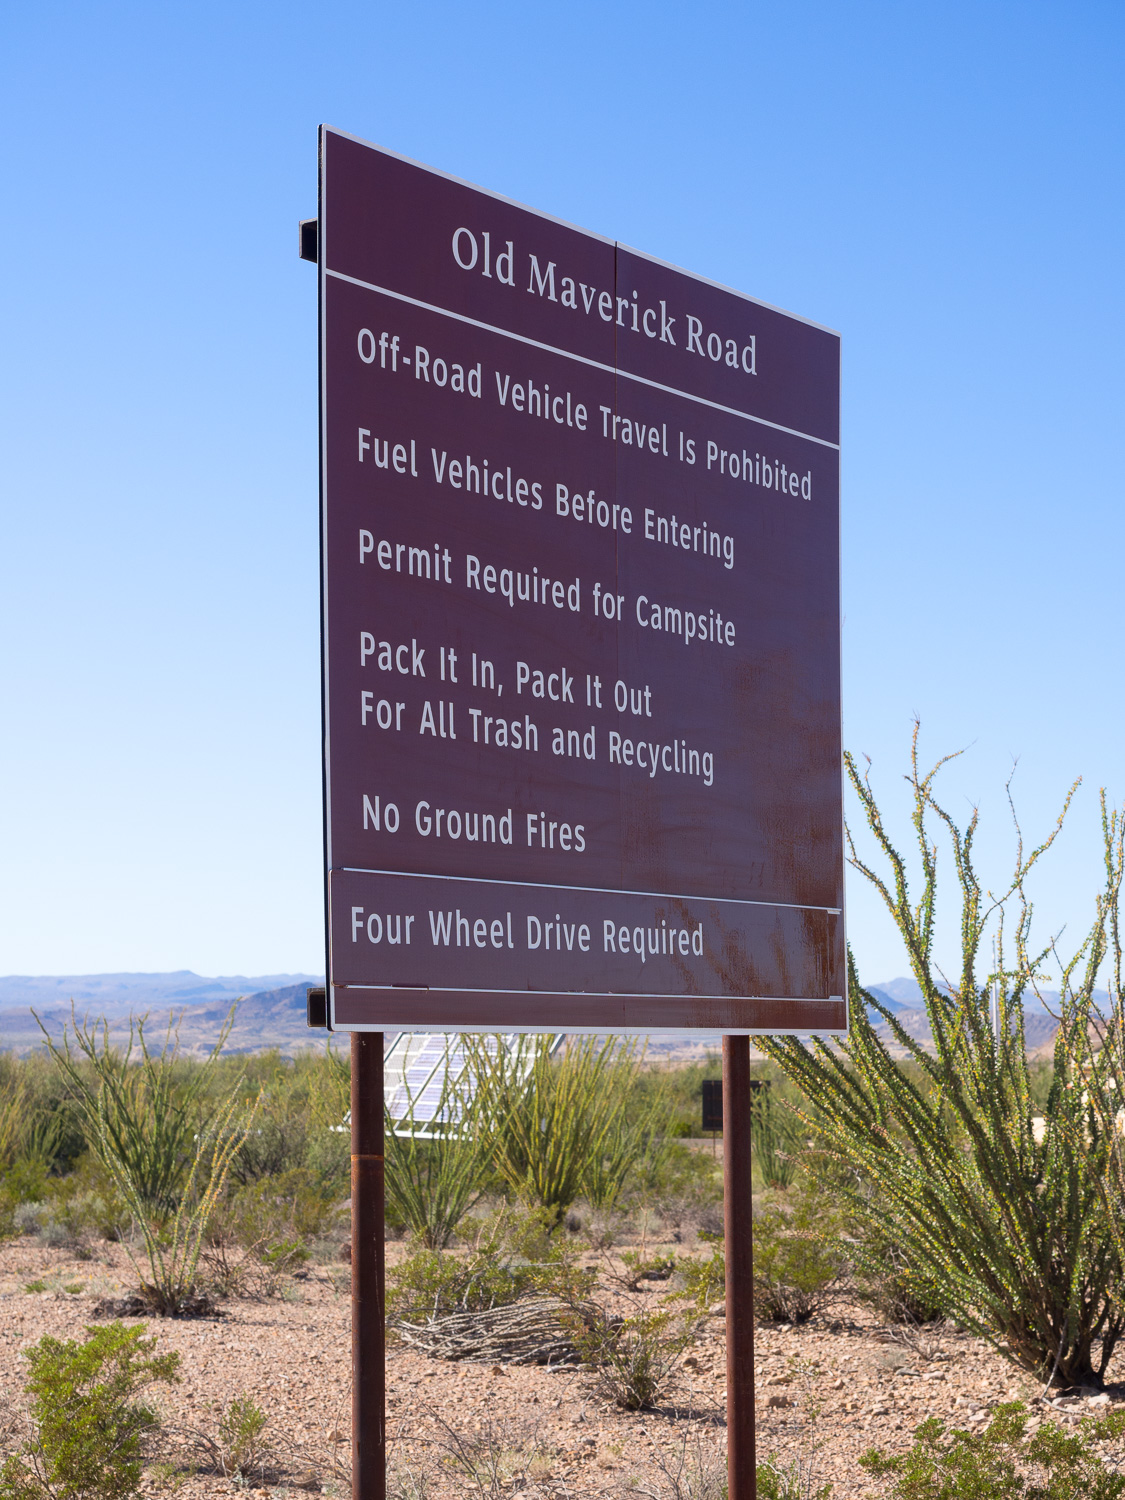 Old Maverick Road
Off-Road Vehicle Travel Is Prohibited
Fuel Vehicles Before Entering
Permit Required for Campsite
Pack It In, Pack It Out
For All Trash and Recycling
No Ground Fires
Four Wheel Drive Required